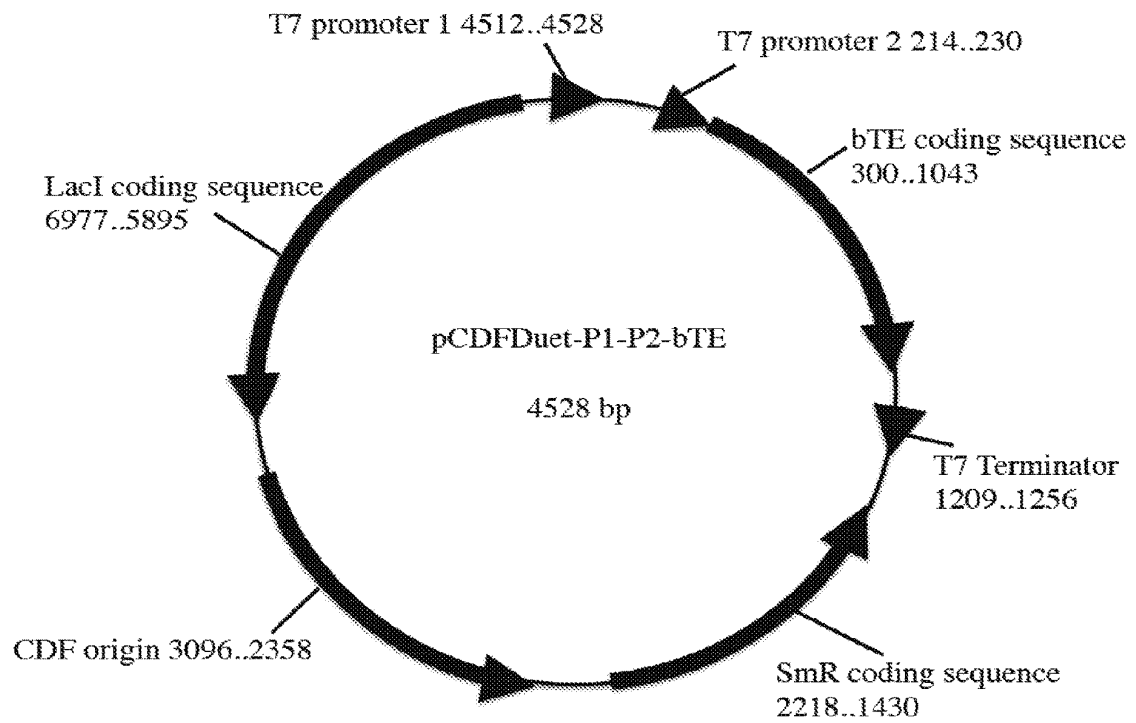 T7 promoter 1 4512..4528
T7 promoter 2 214..230
bTE coding sequence
300..1043
LacI coding sequence
6977..5895
pCDFDuet-P1-P2-bTE
4528 bp
T7 Terminator
1209..1256
CDF origin 3096..2358
SmR coding sequence
2218..1430